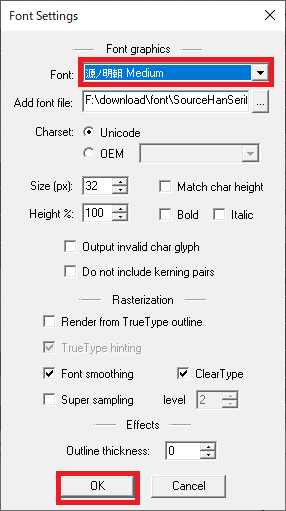 Font Settings
Font graphics
Font: 源ノ明朝 Medium
Add font file: F:\download\font\SourceHanSeri ...
Charset: Unicode
OEM
Size (px): 32 Match char height
Height %: 100 Bold Italic
Output invalid char glyph
Do not include kerning pairs
Rasterization
Render from TrueType outline
TrueType hinting
Font smoothing ClearType
Super sampling level 2
Effects
Outline thickness: 0
OK Cancel